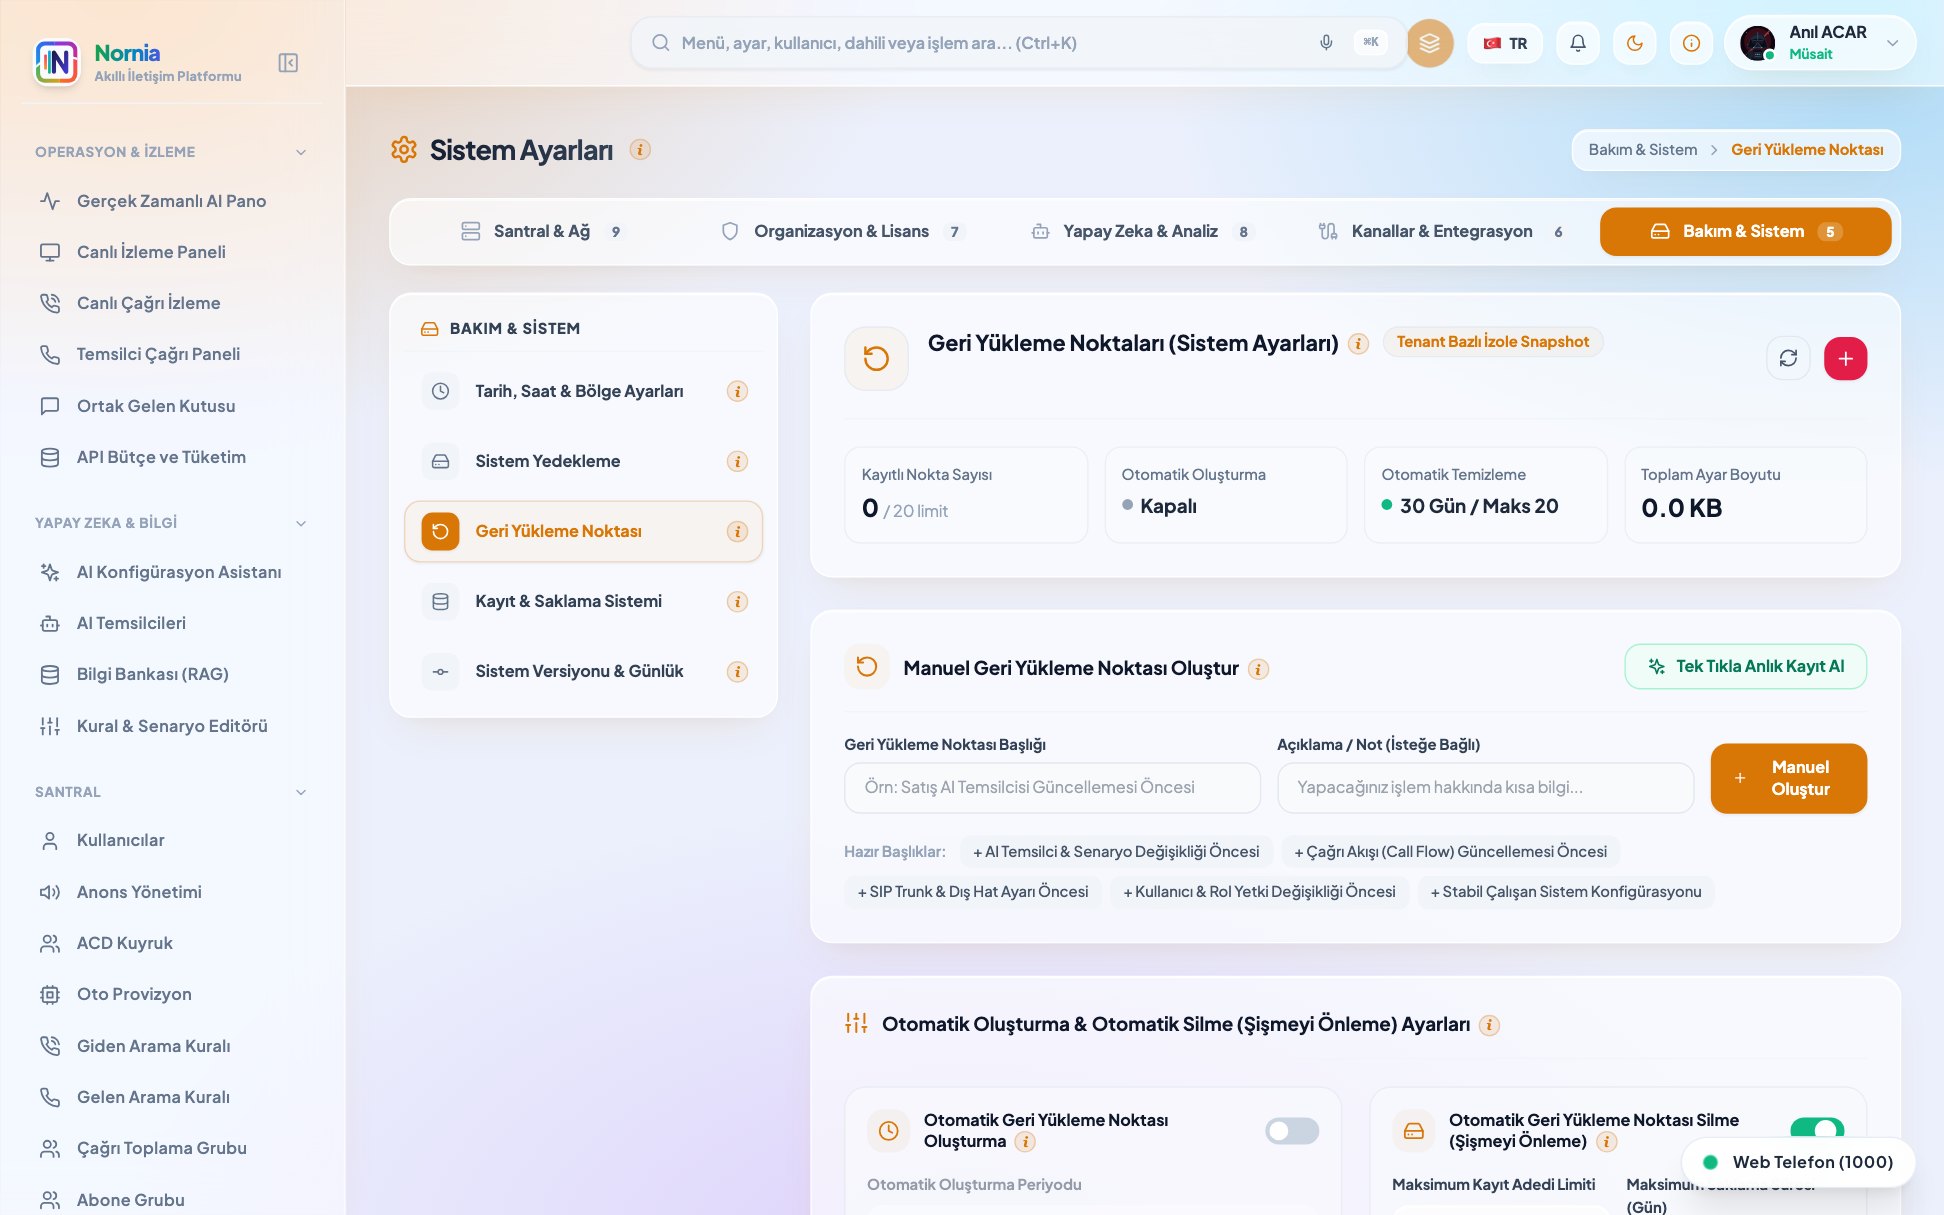 Nornia
Akıllı İletişim Platformu
Menü, ayar, kullanıcı, dahili veya işlem ara... (Ctrl+K)
⌘K
TR
Anıl ACAR
Müsait
OPERASYON & İZLEME
Gerçek Zamanlı AI Pano
Canlı İzleme Paneli
Canlı Çağrı İzleme
Temsilci Çağrı Paneli
Ortak Gelen Kutusu
API Bütçe ve Tüketim
YAPAY ZEKA & BİLGİ
AI Konfigürasyon Asistanı
AI Temsilcileri
Bilgi Bankası (RAG)
Kural & Senaryo Editörü
SANTRAL
Kullanıcılar
Anons Yönetimi
ACD Kuyruk
Oto Provizyon
Giden Arama Kuralı
Gelen Arama Kuralı
Çağrı Toplama Grubu
Abone Grubu
Sistem Ayarları
Bakım & Sistem > Geri Yükleme Noktası
Santral & Ağ 9
Organizasyon & Lisans 7
Yapay Zeka & Analiz 8
Kanallar & Entegrasyon 6
Bakım & Sistem 5
BAKIM & SİSTEM
Tarih, Saat & Bölge Ayarları
Sistem Yedekleme
Geri Yükleme Noktası
Kayıt & Saklama Sistemi
Sistem Versiyonu & Günlük
Geri Yükleme Noktaları (Sistem Ayarları)
Tenant Bazlı İzole Snapshot
Kayıtlı Nokta Sayısı
0 / 20 limit
Otomatik Oluşturma
Kapalı
Otomatik Temizleme
30 Gün / Maks 20
Toplam Ayar Boyutu
0.0 KB
Manuel Geri Yükleme Noktası Oluştur
Tek Tıkla Anlık Kayıt Al
Geri Yükleme Noktası Başlığı
Örn: Satış AI Temsilcisi Güncellemesi Öncesi
Açıklama / Not (İsteğe Bağlı)
Yapacağınız işlem hakkında kısa bilgi...
+ Manuel
Oluştur
Hazır Başlıklar: + AI Temsilci & Senaryo Değişikliği Öncesi + Çağrı Akışı (Call Flow) Güncellemesi Öncesi
+ SIP Trunk & Dış Hat Ayarı Öncesi + Kullanıcı & Rol Yetki Değişikliği Öncesi + Stabil Çalışan Sistem Konfigürasyonu
Otomatik Oluşturma & Otomatik Silme (Şişmeyi Önleme) Ayarları
Otomatik Geri Yükleme Noktası
Oluşturma
Otomatik Oluşturma Periyodu
Otomatik Geri Yükleme Noktası Silme
(Şişmeyi Önleme)
Maksimum Kayıt Adedi Limiti
(Gün)
Web Telefon (1000)